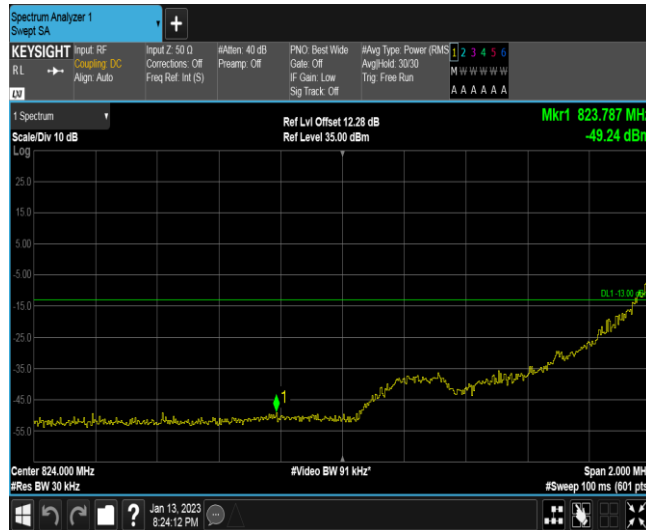 Spectrum Analyzer 1
Swept SA
+
KEYSIGHT Input: RF Input Z: 50 Ω #Atten: 40 dB PNO: Best Wide #Avg Type: Power (RMS 1 2 3 4 5 6
RL Coupling: DC Corrections: Off Preamp: Off Gate: Off Avg|Hold: 30/30 M W W W W W
Align: Auto Freq Ref: Int (S) IF Gain: Low Trig: Free Run
Sig Track: Off A A A A A A
LXI
1 Spectrum Ref Lvl Offset 12.28 dB Mkr1 823.787 MHz
Scale/Div 10 dB Ref Level 35.00 dBm -49.24 dBm
Log
25.0
15.0
5.00
-5.00
DL1 -13.00 dB
-15.0
-25.0
-35.0
1
-45.0
-55.0
Center 824.000 MHz #Video BW 91 kHz* Span 2.000 MH
#Res BW 30 kHz #Sweep 100 ms (601 pts
? Jan 13, 2023
8:24:12 PM